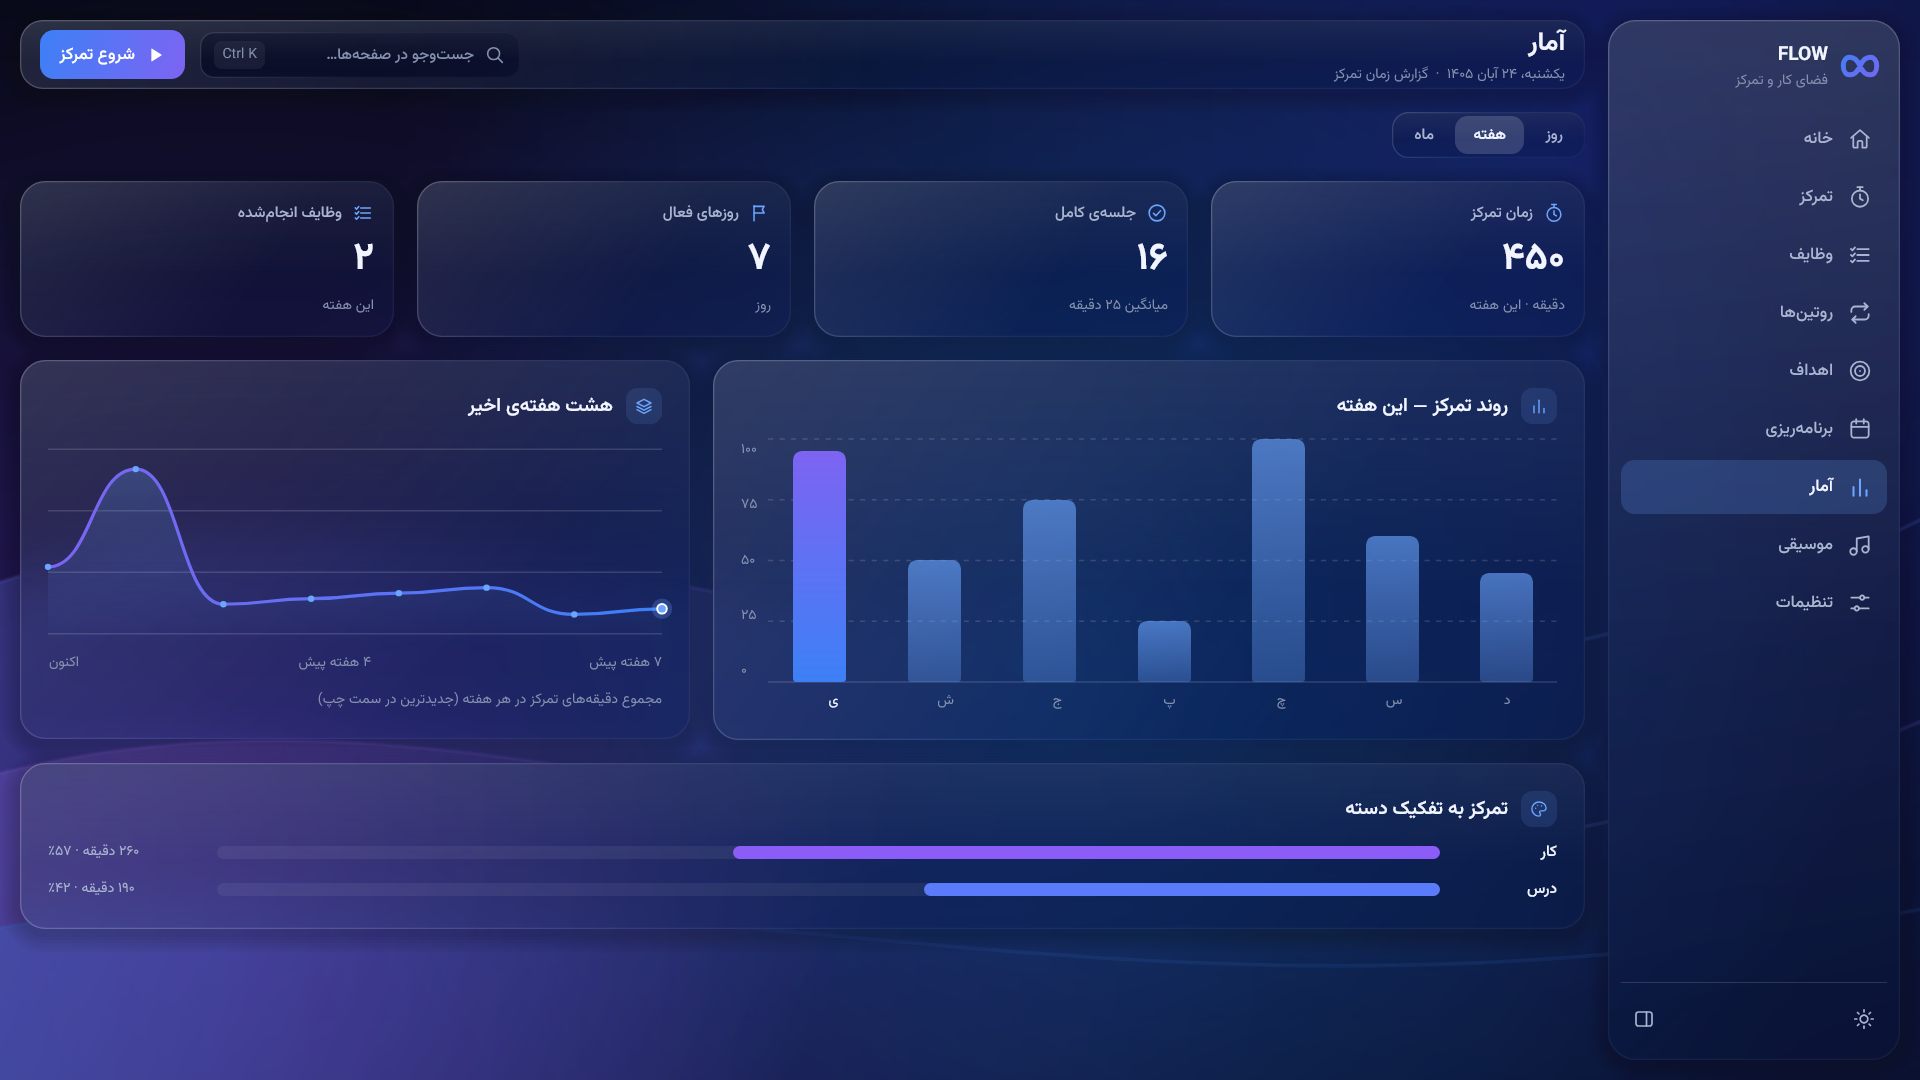 FLOW
فضای کار و تمرکز
خانه
تمرکز
وظایف
روتین‌ها
اهداف
برنامه‌ریزی
آمار
موسیقی
تنظیمات
آمار
یکشنبه، ۲۴ آبان ۱۴۰۵ · گزارش زمان تمرکز
جست‌وجو در صفحه‌ها…
Ctrl K
شروع تمرکز
روز
هفته
ماه
زمان تمرکز
۴۵۰
دقیقه · این هفته
جلسه‌ی کامل
۱۶
میانگین ۲۵ دقیقه
روزهای فعال
۷
روز
وظایف انجام‌شده
۲
این هفته
روند تمرکز — این هفته
۱۰۰
۷۵
۵۰
۲۵
۰
د
س
چ
پ
ج
ش
ی
هشت هفته‌ی اخیر
۷ هفته پیش
۴ هفته پیش
اکنون
مجموع دقیقه‌های تمرکز در هر هفته (جدیدترین در سمت چپ)
تمرکز به تفکیک دسته
کار
۲۶۰ دقیقه · ۵۷٪
درس
۱۹۰ دقیقه · ۴۲٪